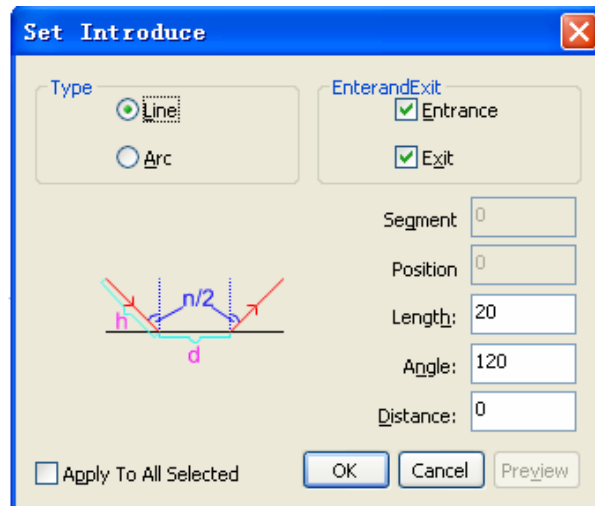 Set Introduce
Type
Line
Arc
EnterandExit
Entrance
Exit
Segment 0
Position 0
Length: 20
Angle: 120
Distance: 0
n/2
h
d
Apply To All Selected
OK Cancel Preview